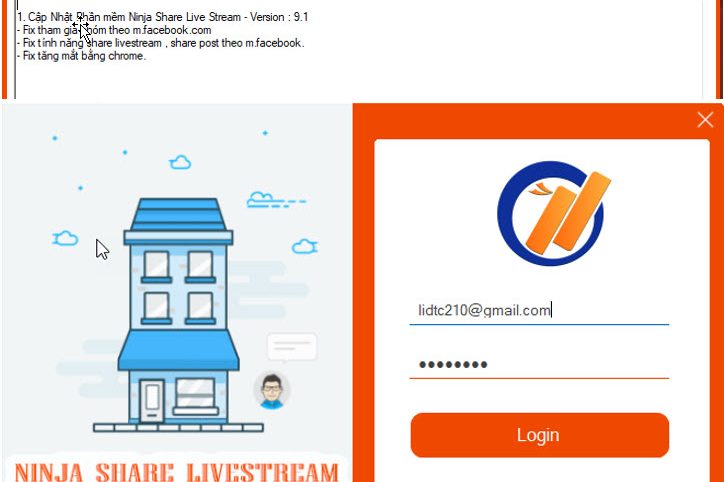 1. Cập Nhật Phần mềm Ninja Share Live Stream - Version : 9.1
- Fix tham gia nhóm theo m.facebook.com
- Fix tính năng share livestream , share post theo m.facebook.
- Fix tăng mắt bằng chrome.
lidtc210@gmail.com
••••••••
Login
NINJA SHARE LIVESTREAM